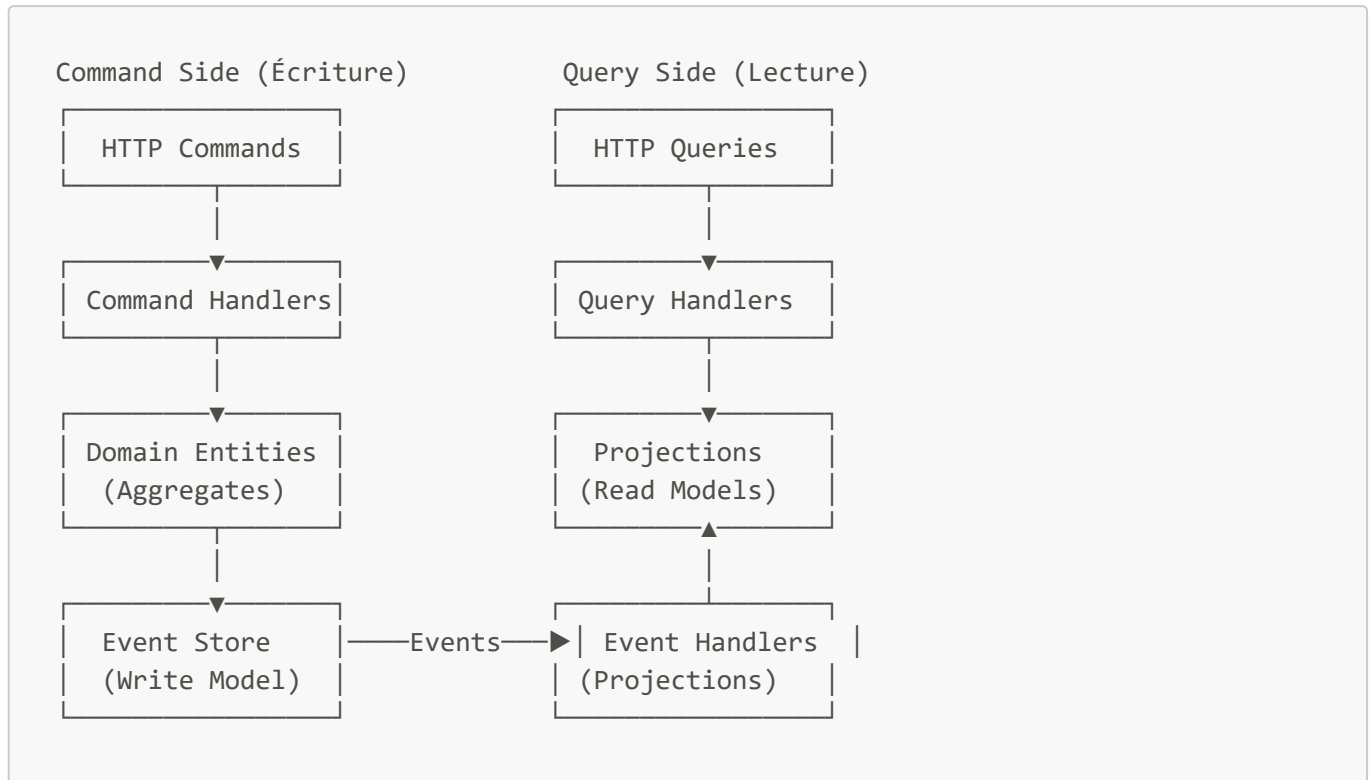 Command Side (Écriture) Query Side (Lecture)
HTTP Commands HTTP Queries
Command Handlers Query Handlers
Domain Entities Projections
(Aggregates) (Read Models)
Event Store Events Event Handlers
(Write Model) (Projections)